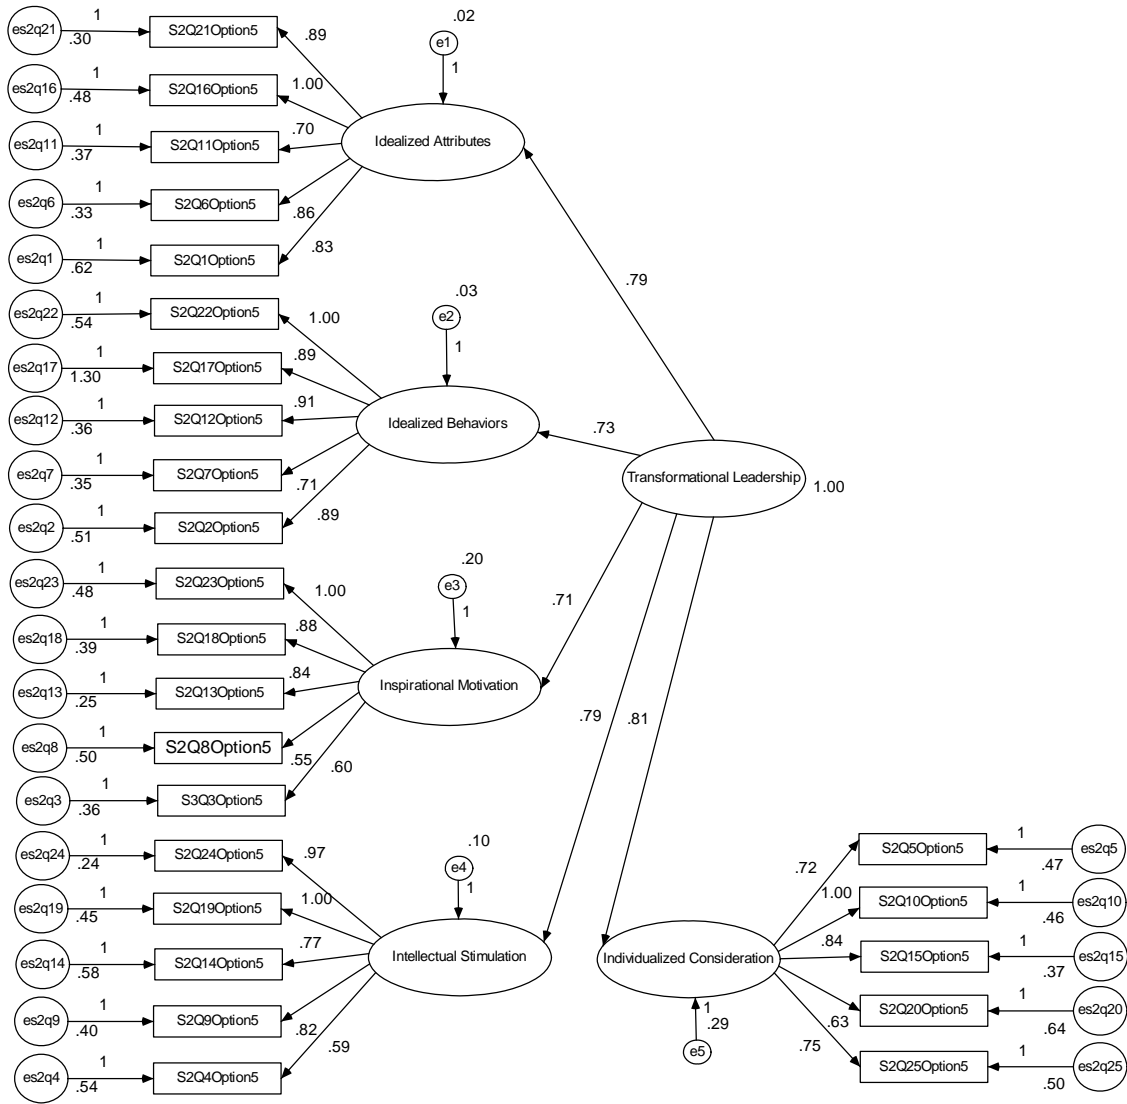 es2q21 1 .30 S2Q21Option5 .89
es2q16 1 .48 S2Q16Option5 1.00
es2q11 1 .37 S2Q11Option5 .70
es2q6 1 .33 S2Q6Option5 .86
es2q1 1 .62 S2Q1Option5 .83
.02
e1
1
Idealized Attributes
.79
es2q22 1 .54 S2Q22Option5 1.00
es2q17 1 1.30 S2Q17Option5 .89
es2q12 1 .36 S2Q12Option5 .91
es2q7 1 .35 S2Q7Option5 .71
es2q2 1 .51 S2Q2Option5 .89
.03
e2
1
Idealized Behaviors
.73
Transformational Leadership
1.00
es2q23 1 .48 S2Q23Option5 1.00
es2q18 1 .39 S2Q18Option5 .88
es2q13 1 .25 S2Q13Option5 .84
es2q8 1 .50 S2Q8Option5 .55
es2q3 1 .36 S3Q3Option5 .60
.20
e3
1
Inspirational Motivation
.71
.79
.81
es2q24 1 .24 S2Q24Option5 .97
es2q19 1 .45 S2Q19Option5 1.00
es2q14 1 .58 S2Q14Option5 .77
es2q9 1 .40 S2Q9Option5 .82
es2q4 1 .54 S2Q4Option5 .59
.10
e4
1
Intellectual Stimulation
Individualized Consideration
1
.29
e5
.72 S2Q5Option5 1 .47 es2q5
1.00 S2Q10Option5 1 .46 es2q10
.84 S2Q15Option5 1 .37 es2q15
.63 S2Q20Option5 1 .64 es2q20
.75 S2Q25Option5 1 .50 es2q25